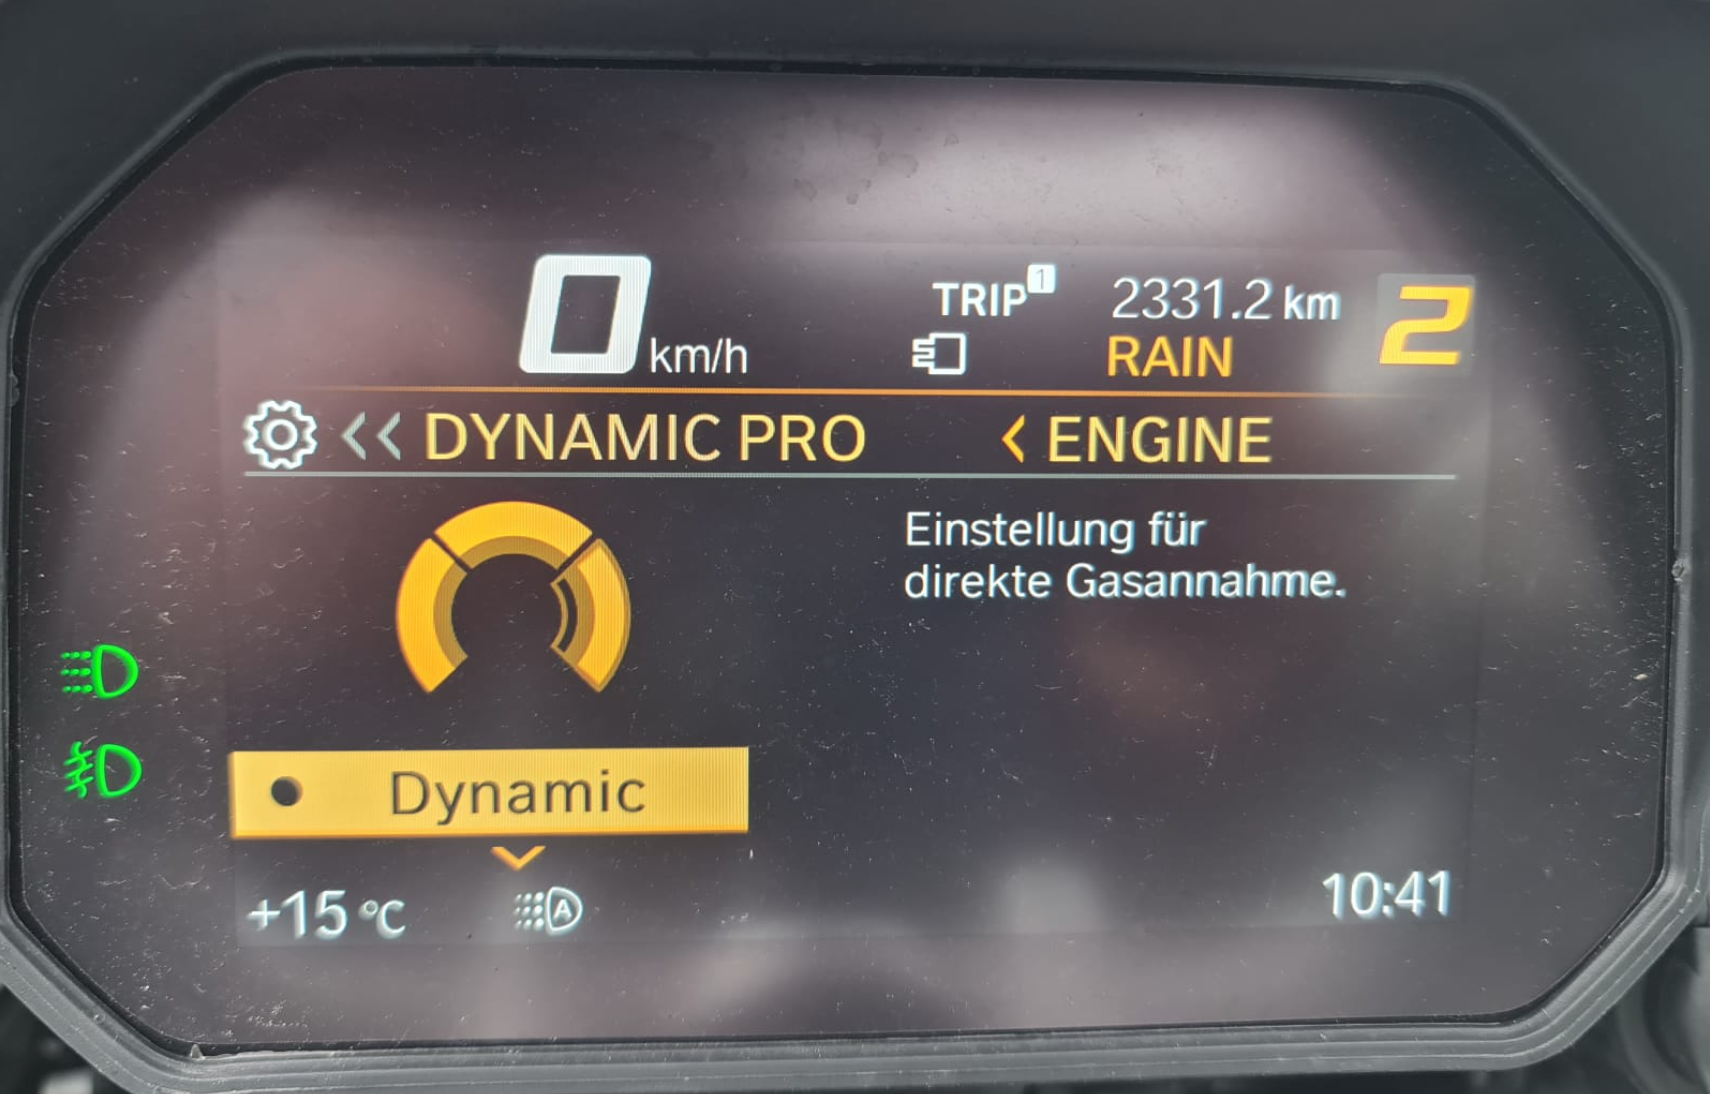 0 km/h
TRIP 1 2331.2 km
2
RAIN
<< DYNAMIC PRO < ENGINE
Einstellung für
direkte Gasannahme.
Dynamic
+15 °C
A
10:41